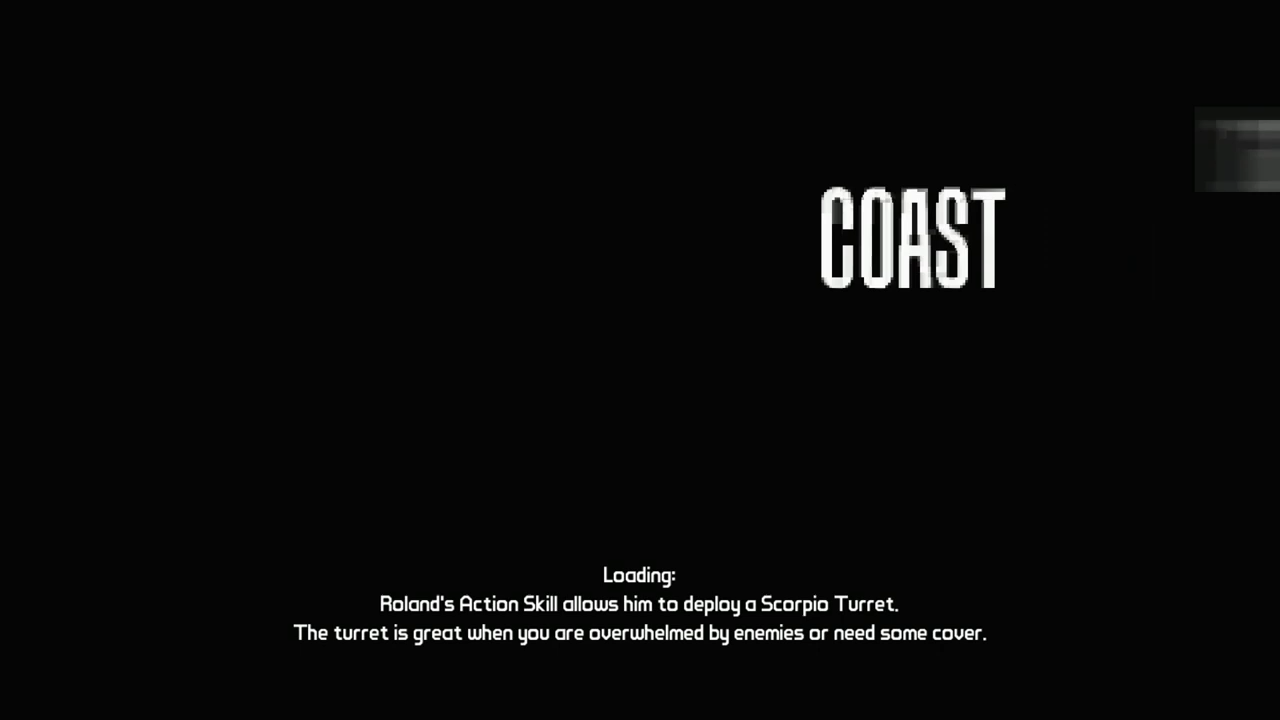 COAST
Loading:
Roland's Action Skill allows him to deploy a Scorpio Turret.
The turret is great when you are overwhelmed by enemies or need some cover.